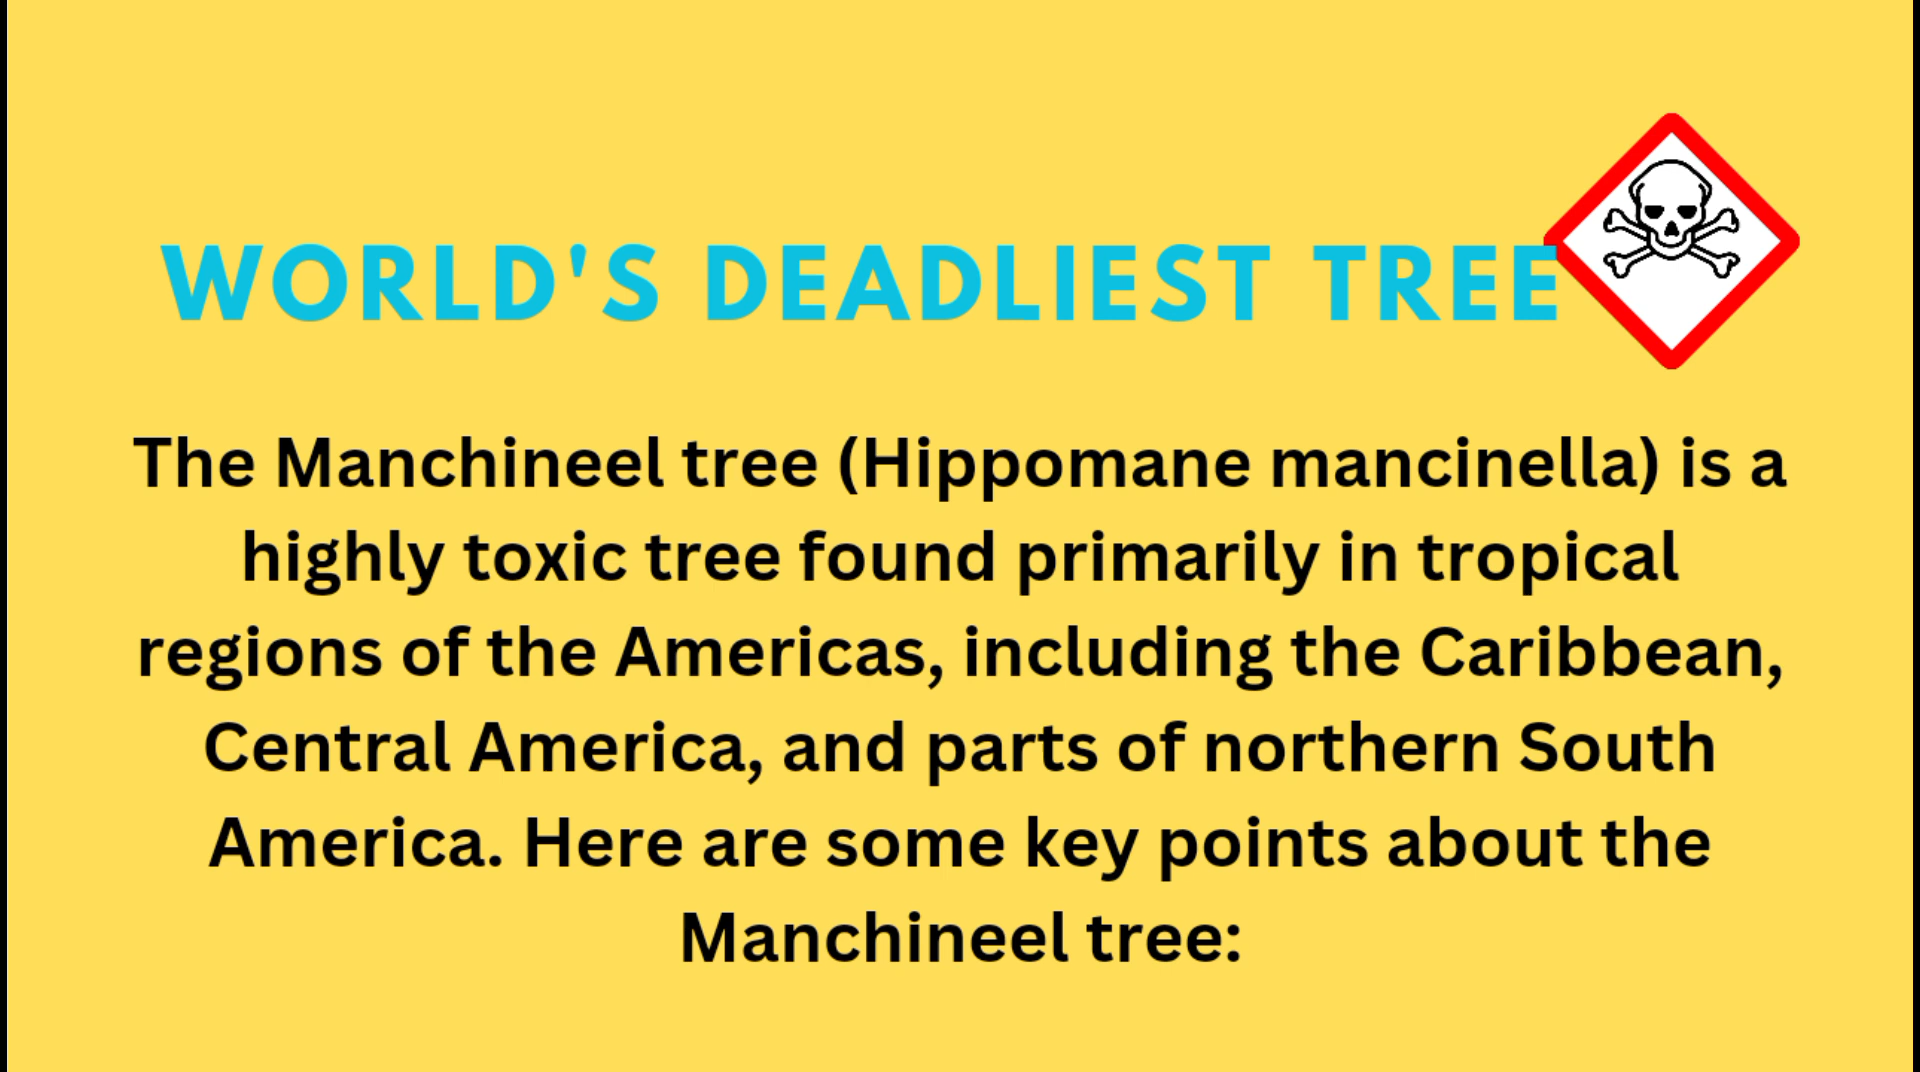 WORLD'S DEADLIEST TREE
The Manchineel tree (Hippomane mancinella) is a
highly toxic tree found primarily in tropical
regions of the Americas, including the Caribbean,
Central America, and parts of northern South
America. Here are some key points about the
Manchineel tree: